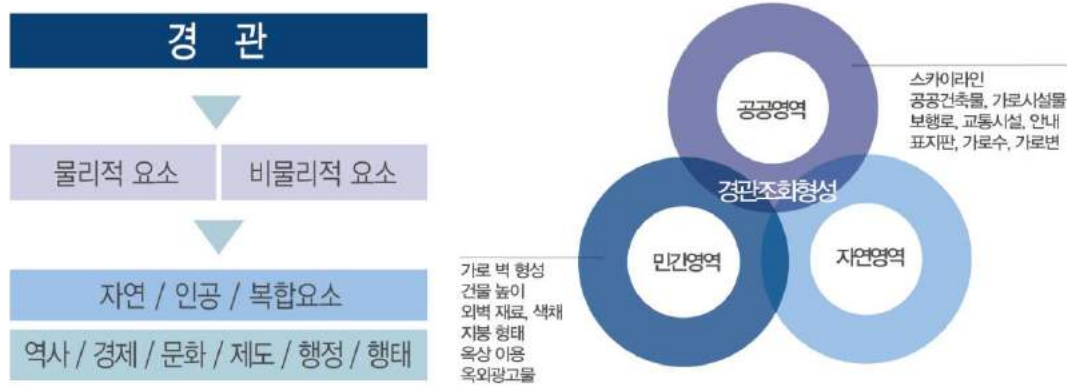 경 관
물리적 요소 비물리적 요소
자연 / 인공 / 복합요소
역사 / 경제 / 문화 / 제도 / 행정 / 행태
공공영역
스카이라인
공공건축물, 가로시설물
보행로, 교통시설, 안내
표지판, 가로수, 가로변
경관조화형성
민간영역
자연영역
가로 벽 형성
건물 높이
외벽 재료, 색채
지붕 형태
옥상 이용
옥외광고물